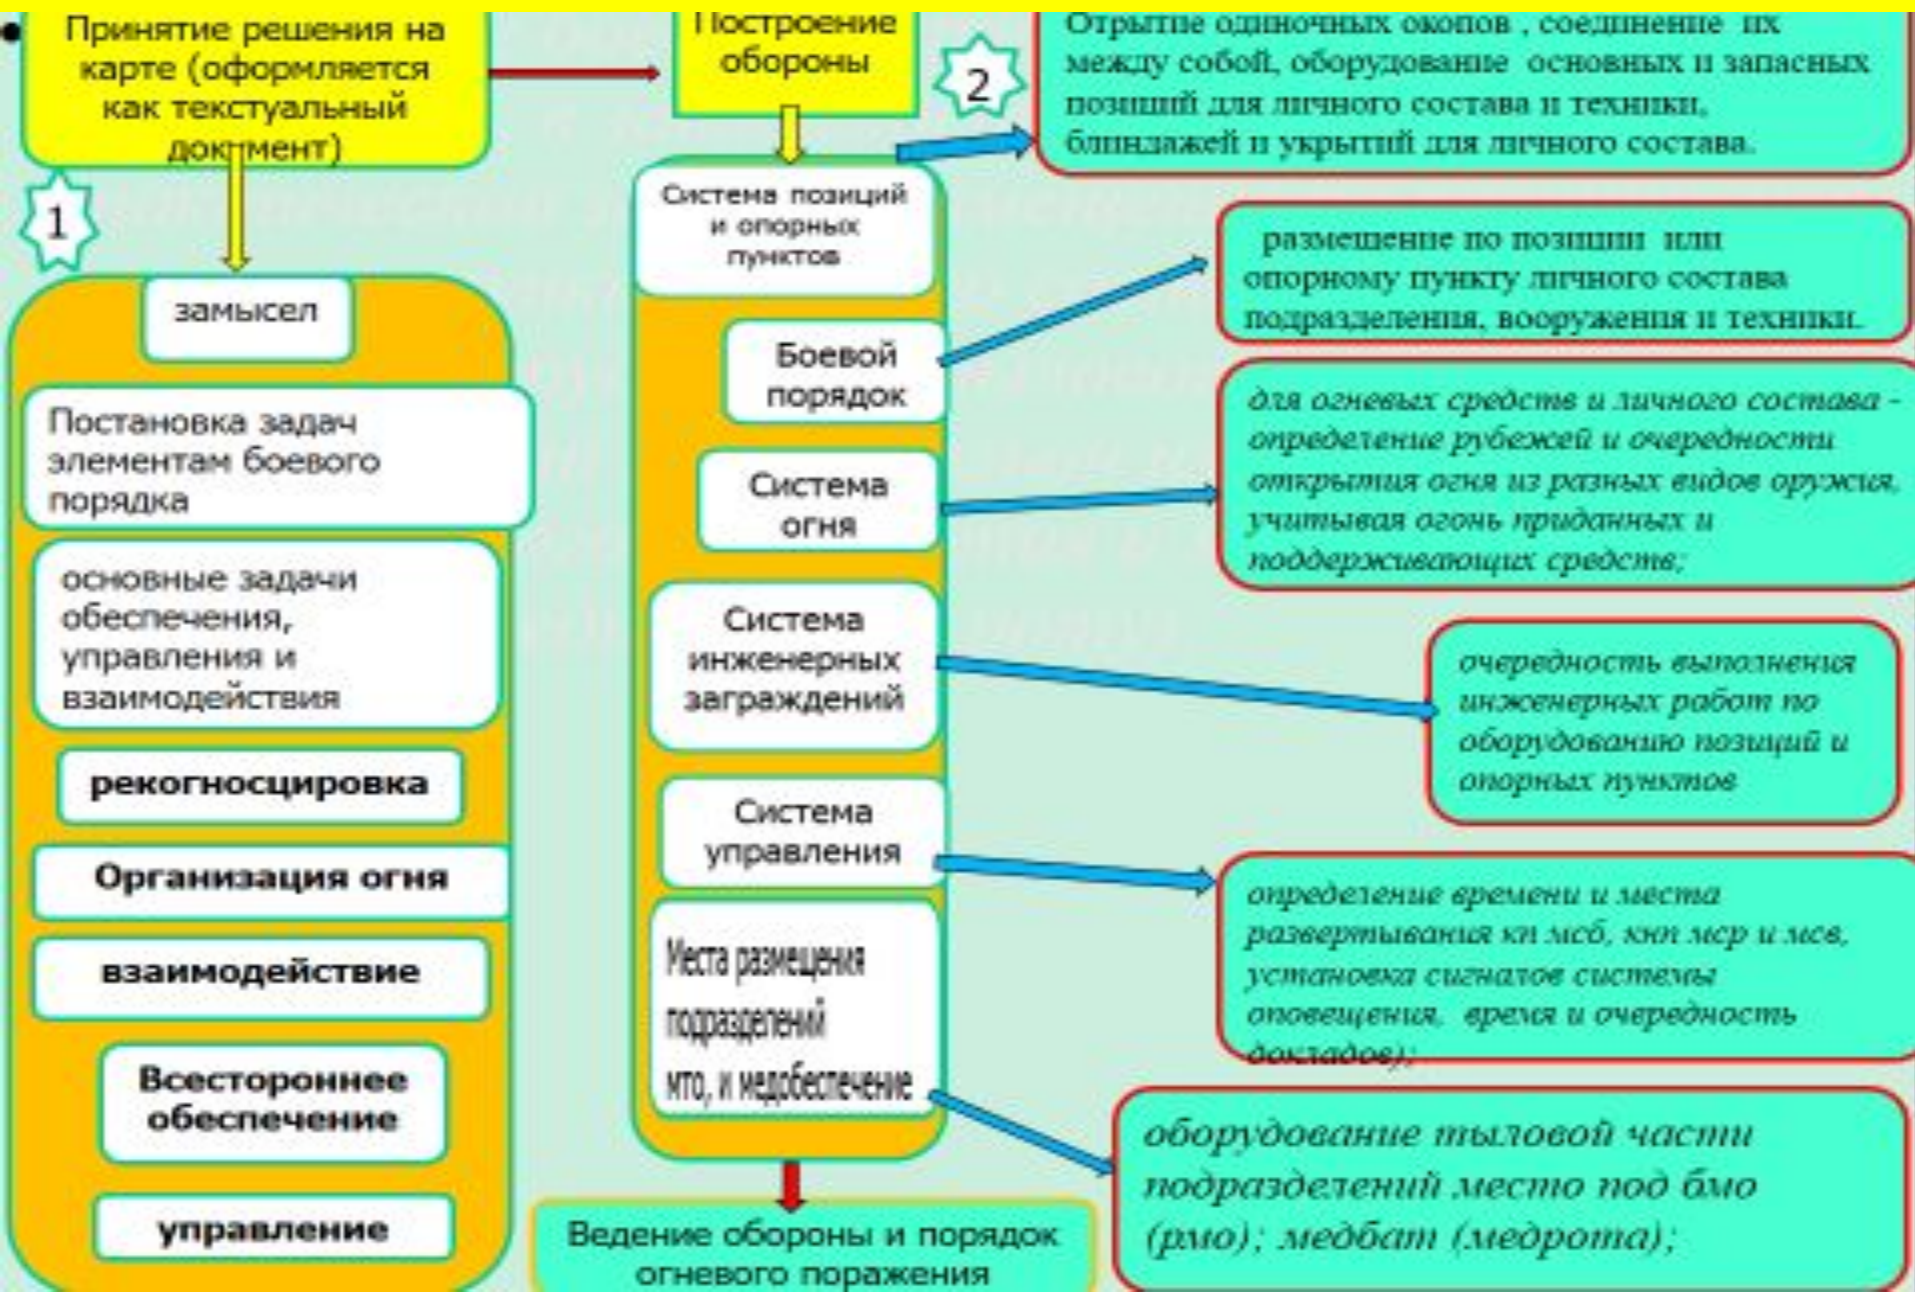 Принятие решения на
карте (оформляется
как текстуальный
документ)
1
замысел
Постановка задач
элементам боевого
порядка
основные задачи
обеспечения,
управления и
взаимодействия
рекогносцировка
Организация огня
взаимодействие
Всестороннее
обеспечение
управление
Построение
обороны
2
Система позиций
и опорных
пунктов
Боевой
порядок
Система
огня
Система
инженерных
заграждений
Система
управления
Места размещения
подразделений
мто, и медобеспечение
Ведение обороны и порядок
огневого поражения
Отрытие одиночных окопов , соединение их
между собой, оборудование основных и запасных
позиций для личного состава и техники,
блиндажей и укрытий для личного состава.
размещение по позиции или
опорному пункту личного состава
подразделения, вооружения и техники.
для огневых средств и личного состава -
определение рубежей и очередности
открытия огня из разных видов оружия,
учитывая огонь приданных и
поддерживающих средств;
очередность выполнения
инженерных работ по
оборудованию позиций и
опорных пунктов
определение времени и места
развертывания кп мсб, кнп мср и мсв,
установка сигналов системы
оповещения, время и очередность
докладов);
оборудование тыловой части
подразделений место под бмо
(рмо); медбат (медрота);